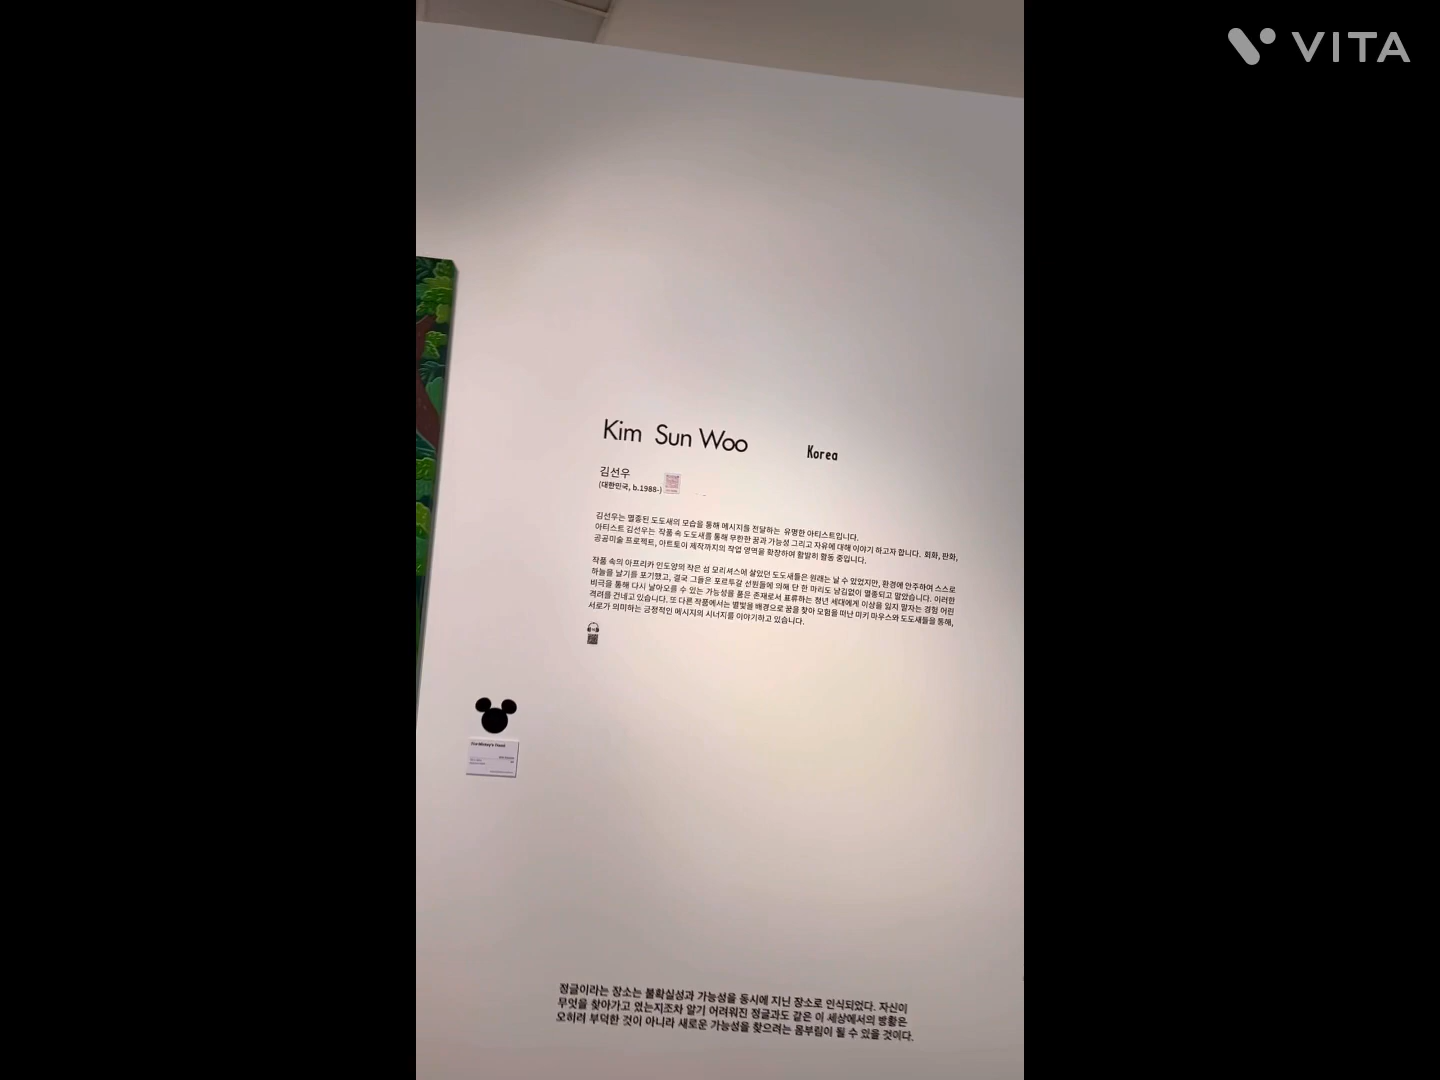 VITA
Kim Sun Woo
Korea
김선우
(대한민국, b.1988-)
김선우는 멸종된 도도새의 모습을 통해 메시지를 전달하는 유명한 아티스트입니다.
아티스트 김선우는 작품 속 도도새를 통해 무한한 꿈과 가능성 그리고 자유에 대해 이야기 하고자 합니다. 회화, 판화,
공공미술 프로젝트, 아트토이 제작까지의 작업 영역을 확장하여 활발히 활동 중입니다.
작품 속의 아프리카 인도양의 작은 섬 모리셔스에 살았던 도도새들은 원래는 날 수 있었지만, 환경에 안주하여 스스로
하늘을 날기를 포기했고, 결국 그들은 포르투갈 선원들에 의해 단 한 마리도 남김없이 멸종되고 말았습니다. 이러한
비극을 통해 다시 날아오를 수 있는 가능성을 품은 존재로서 표류하는 청년 세대에게 이상을 잃지 말자는 경험 어린
격려를 건네고 있습니다. 또 다른 작품에서는 별빛을 배경으로 꿈을 찾아 모험을 떠난 미키 마우스와 도도새들을 통해,
서로가 의미하는 긍정적인 메시지의 시너지를 이야기하고 있습니다.
정글이라는 장소는 불확실성과 가능성을 동시에 지닌 장소로 인식되었다. 자신이
무엇을 찾아가고 있는지조차 알기 어려워진 정글과도 같은 이 세상에서의 방황은
오히려 부덕한 것이 아니라 새로운 가능성을 찾으려는 몸부림이 될 수 있을 것이다.